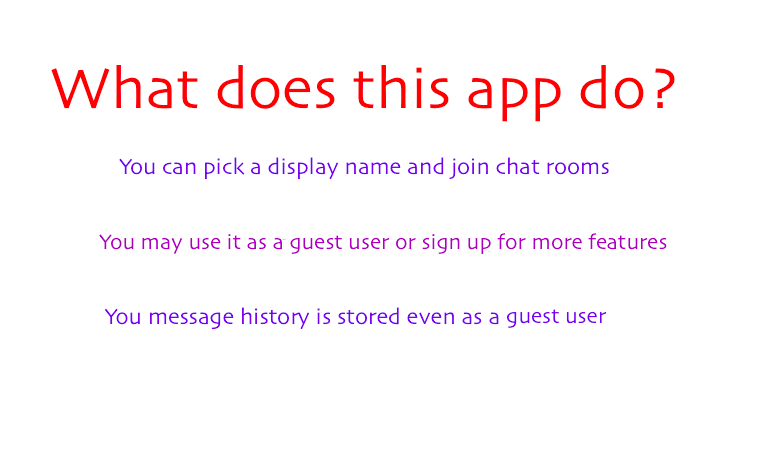 What does this app do?
You can pick a display name and join chat rooms
You may use it as a guest user or sign up for more features
You message history is stored even as a guest user